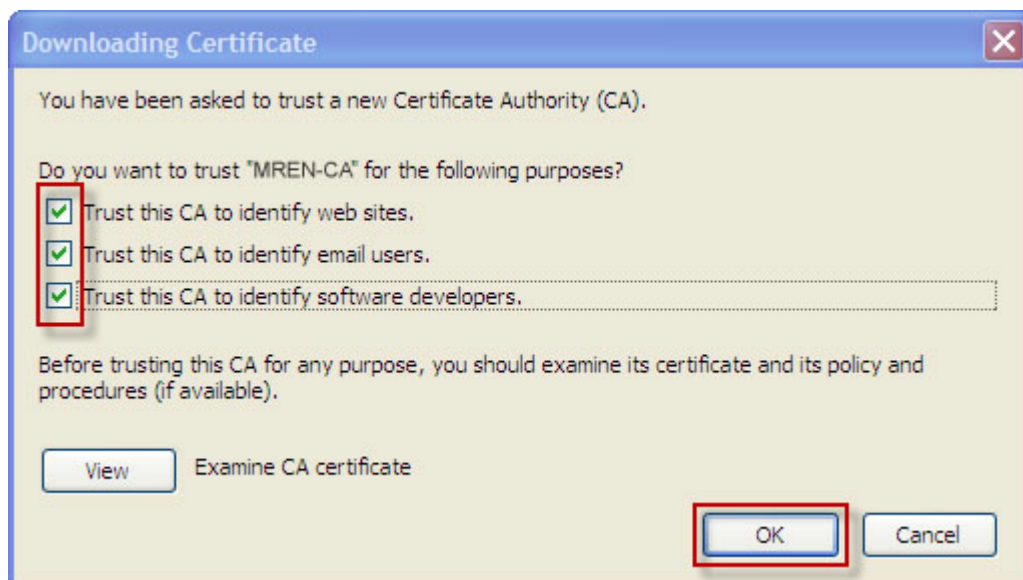 Downloading Certificate
You have been asked to trust a new Certificate Authority (CA).
Do you want to trust "MREN-CA" for the following purposes?
Trust this CA to identify web sites.
Trust this CA to identify email users.
Trust this CA to identify software developers.
Before trusting this CA for any purpose, you should examine its certificate and its policy and
procedures (if available).
View Examine CA certificate
OK Cancel